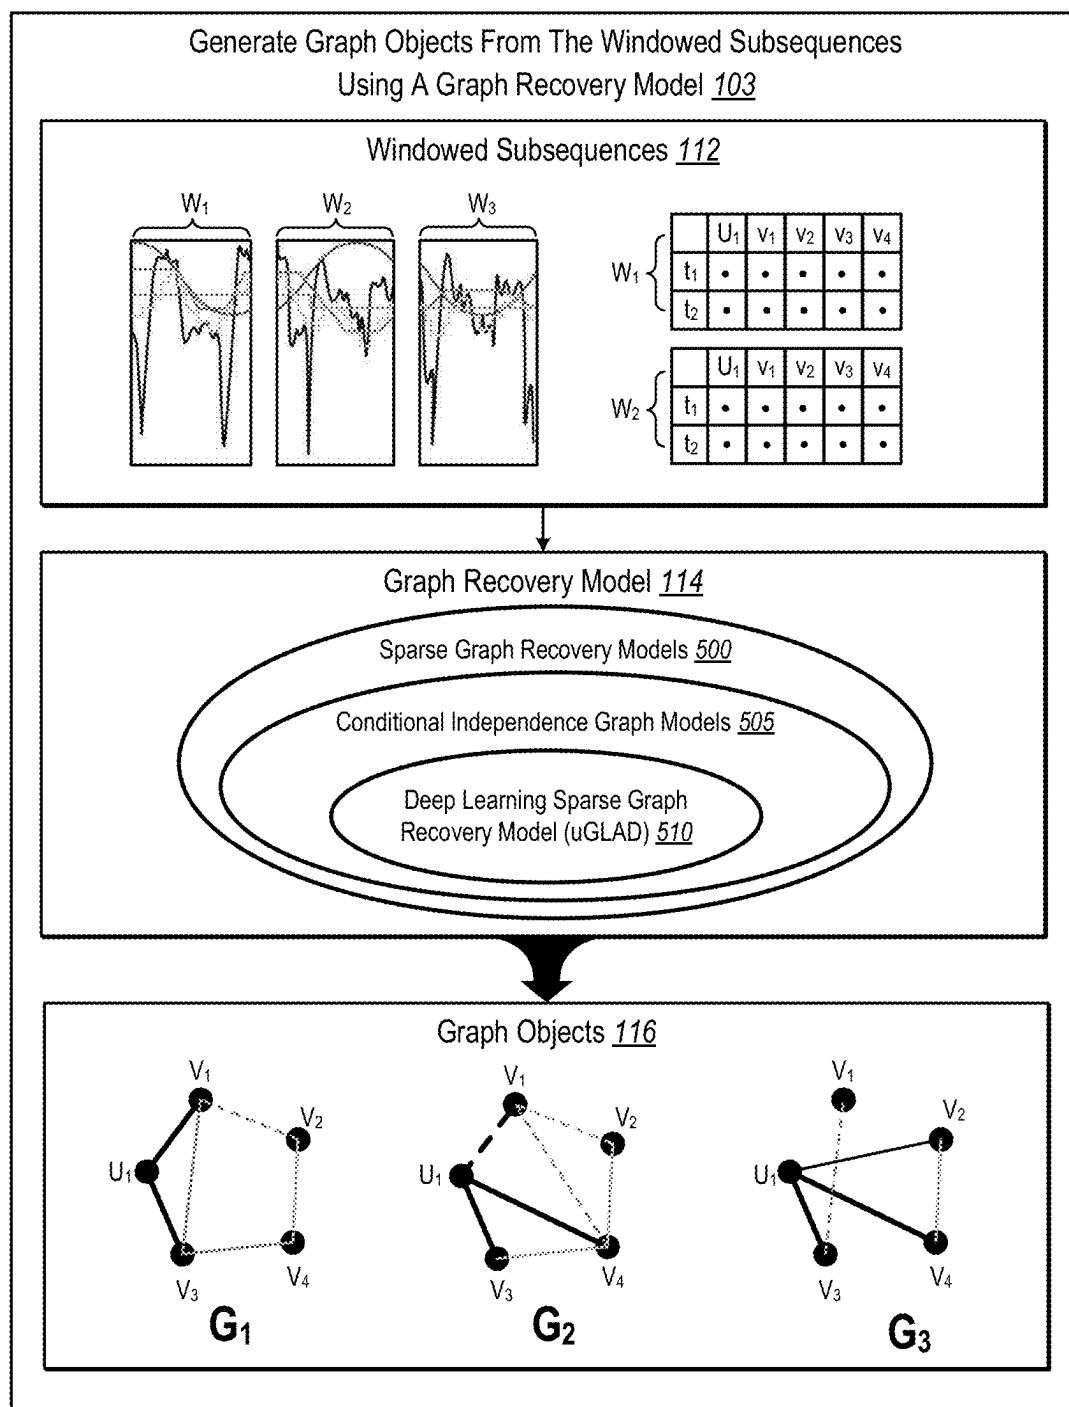 Generate Graph Objects From The Windowed Subsequences
Using A Graph Recovery Model 103
Windowed Subsequences 112
W₁ W₂ W₃
W₁
U₁ V₁ V₂ V₃ V₄
t₁ • • • • •
t₂ • • • • •
W₂
U₁ V₁ V₂ V₃ V₄
t₁ • • • • •
t₂ • • • • •
Graph Recovery Model 114
Sparse Graph Recovery Models 500
Conditional Independence Graph Models 505
Deep Learning Sparse Graph
Recovery Model (uGLAD) 510
Graph Objects 116
V₁
V₂
U₁
V₃
V₄
G₁
V₁
V₂
U₁
V₃
V₄
G₂
V₁
V₂
U₁
V₃
V₄
G₃